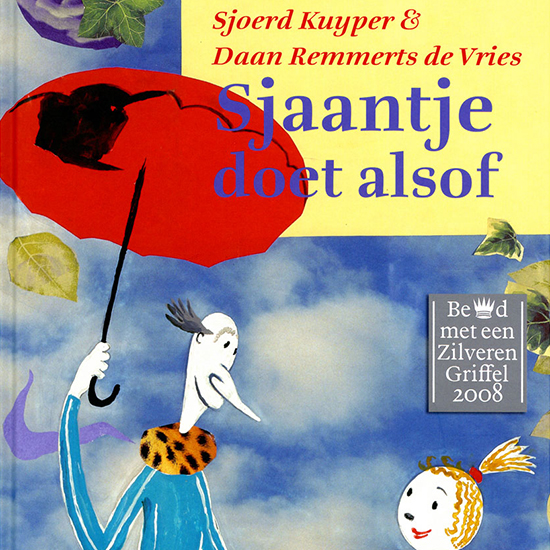 Sjoerd Kuyper &
Daan Remmerts de Vries
Sjaantje
doet alsof
Be d
met een
Zilveren
Griffel
2008